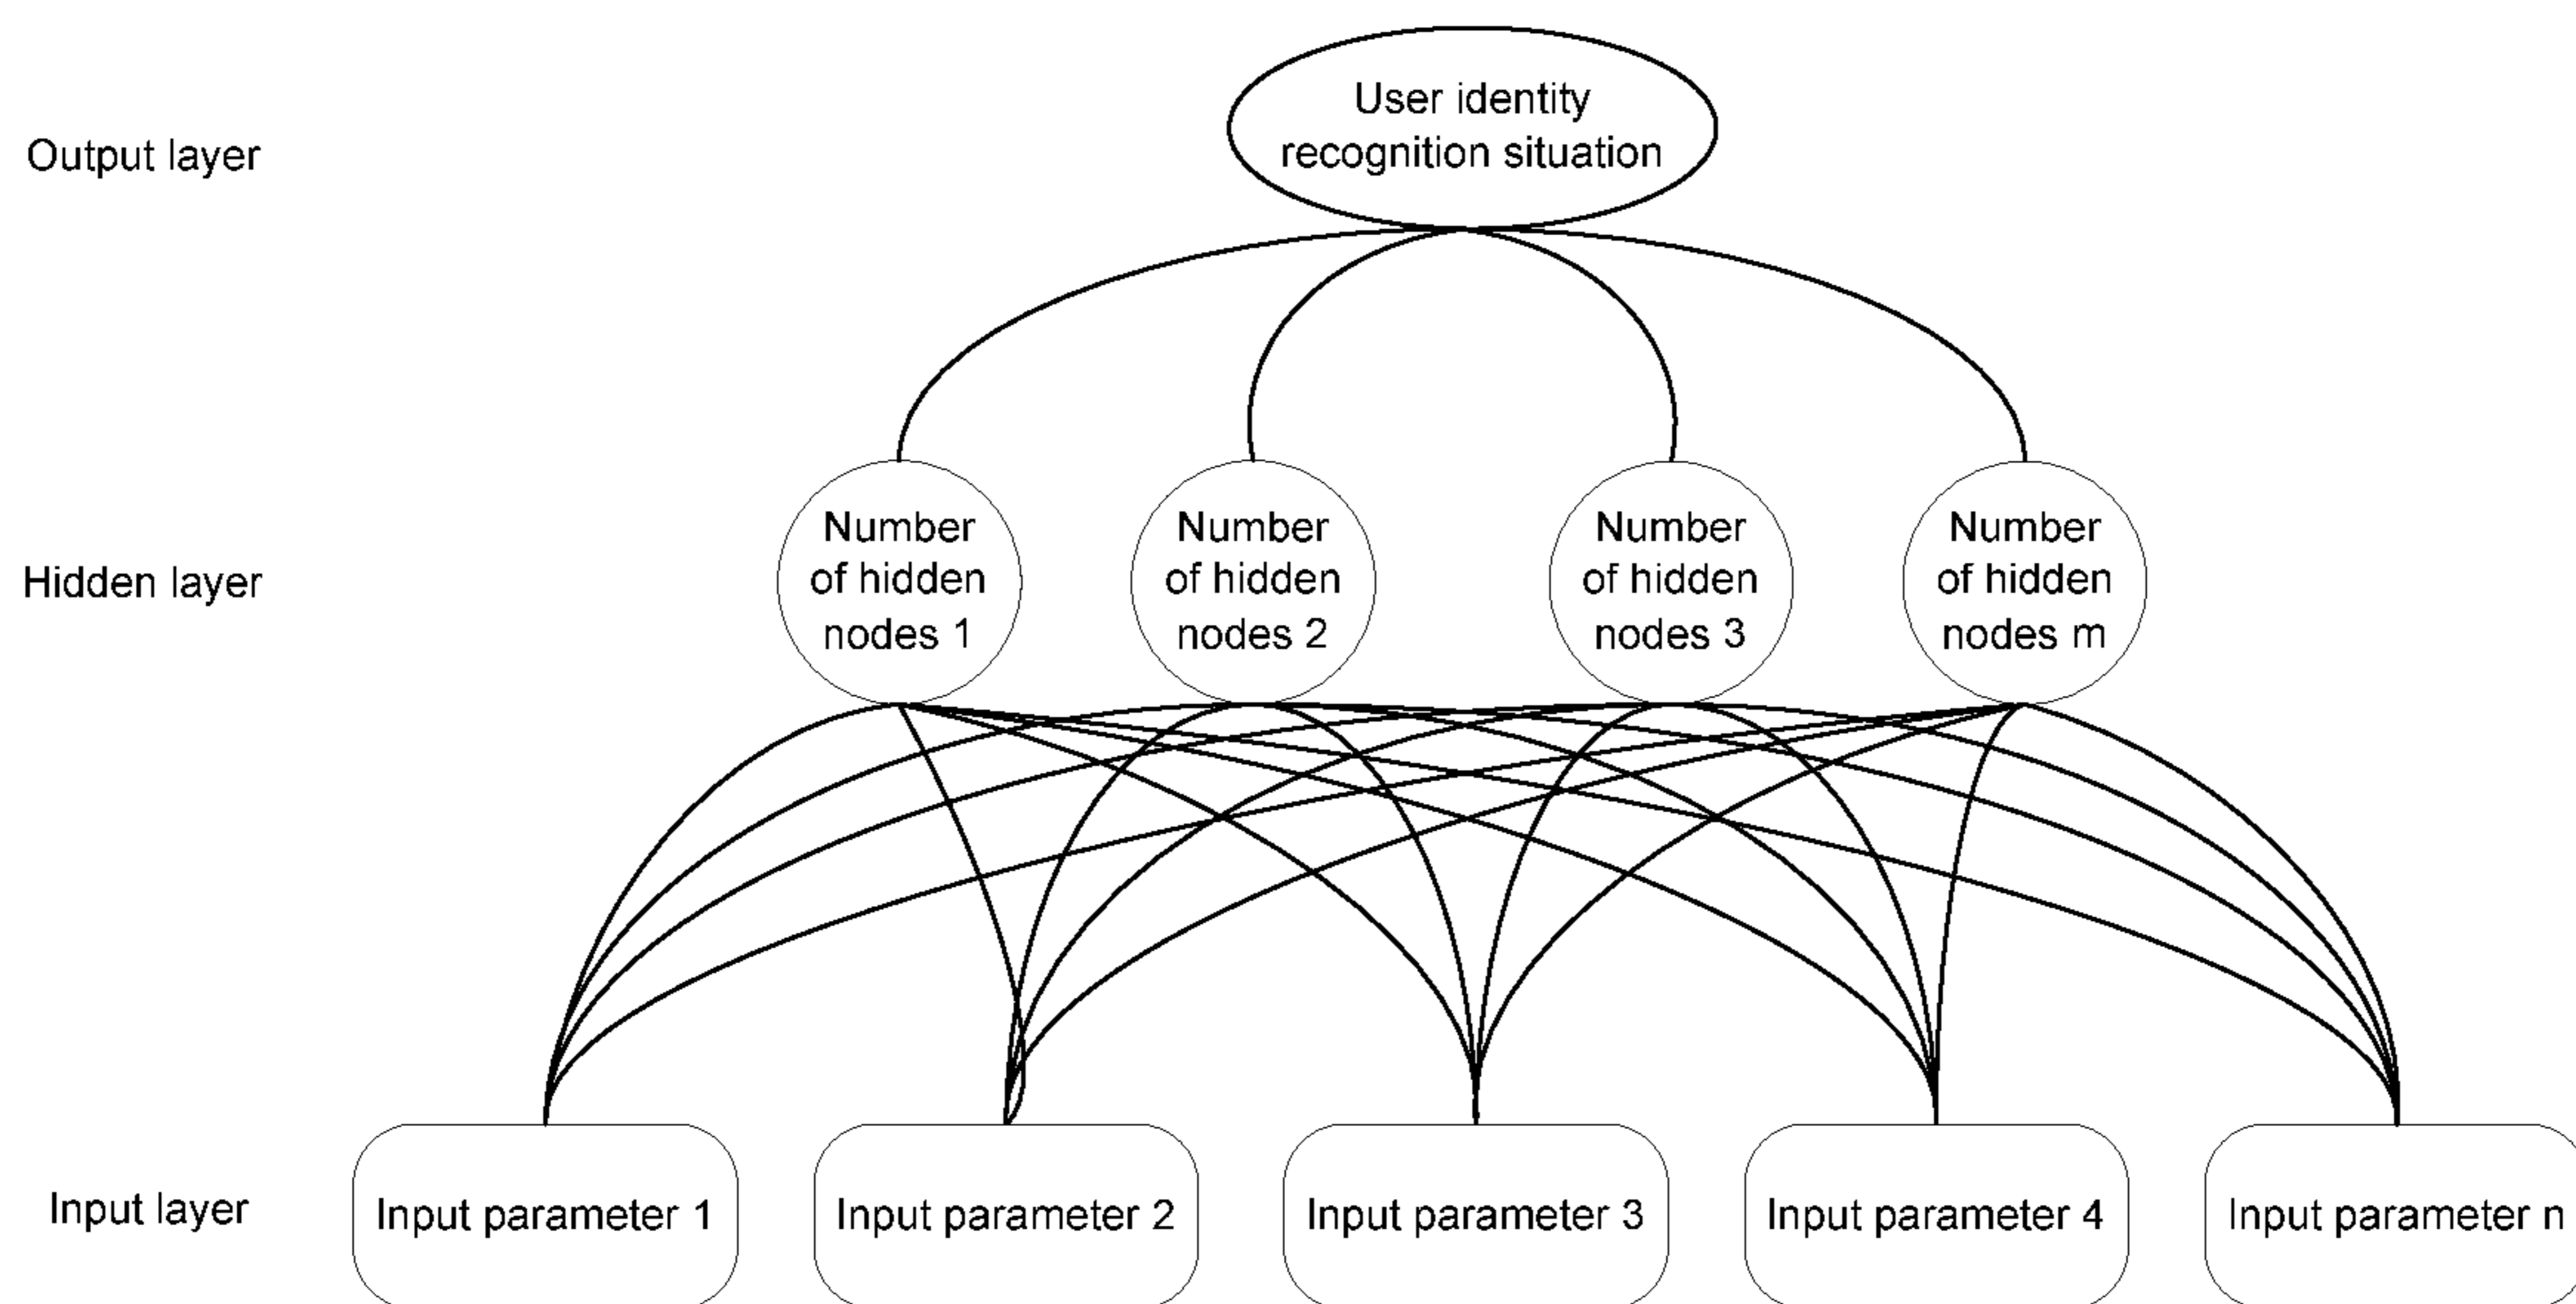 User identity
recognition situation
Output layer
Number
of hidden
nodes 1
Number
of hidden
nodes 2
Number
of hidden
nodes 3
Number
of hidden
nodes m
Hidden layer
Input layer
Input parameter 1
Input parameter 2
Input parameter 3
Input parameter 4
Input parameter n